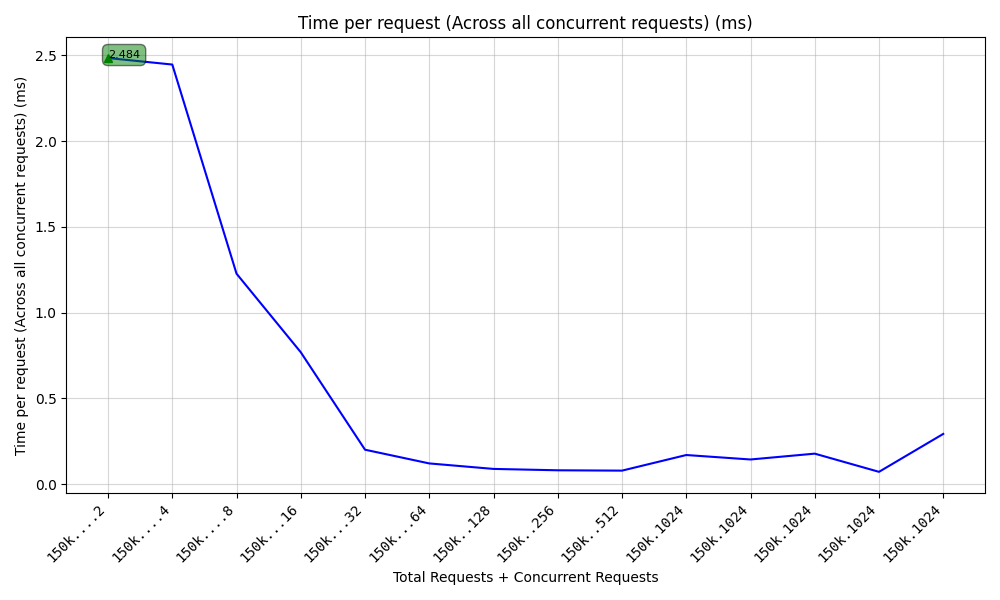 Time per request (Across all concurrent requests) (ms)
2.484
Time per request (Across all concurrent requests) (ms)
2.5
2.0
1.5
1.0
0.5
0.0
150k....2
150k....4
150k....8
150k...16
150k...32
150k...64
150k..128
150k..256
150k..512
150k.1024
150k.1024
150k.1024
150k.1024
150k.1024
Total Requests + Concurrent Requests